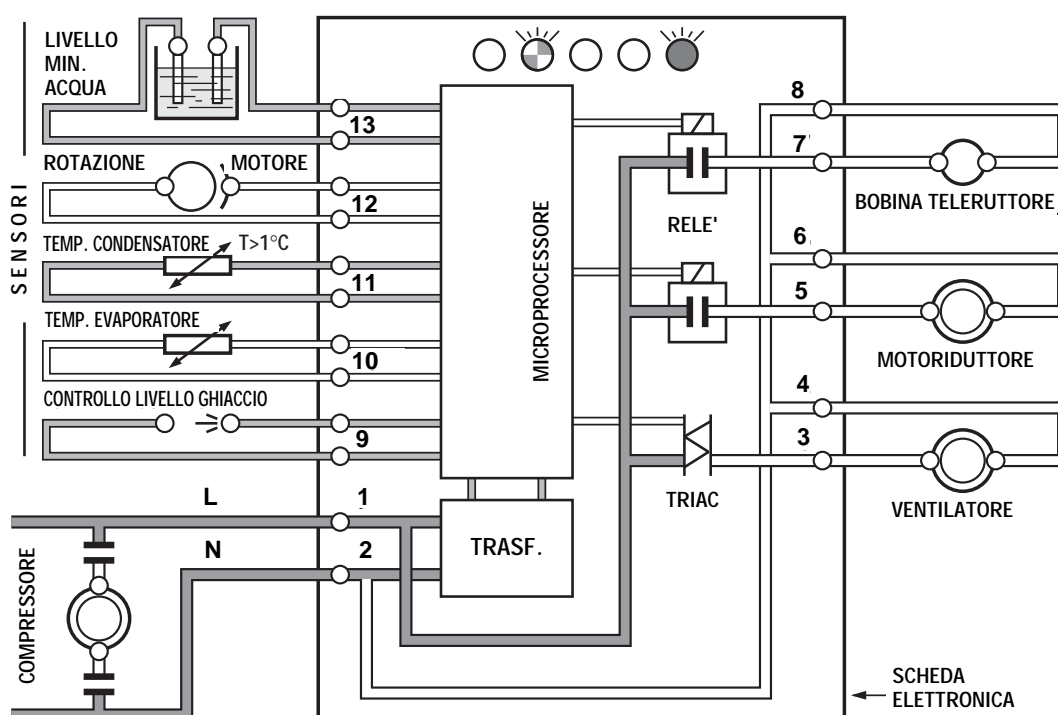 SENSORI
LIVELLO
MIN.
ACQUA
13
ROTAZIONE MOTORE
12
TEMP. CONDENSATORE T>1°C
11
TEMP. EVAPORATORE
10
CONTROLLO LIVELLO GHIACCIO
9
L
1
N
2
COMPRESSORE
MICROPROCESSORE
TRASF.
RELE'
TRIAC
8
7
BOBINA TELERUTTORE
6
5
MOTORIDUTTORE
4
3
VENTILATORE
SCHEDA
ELETTRONICA